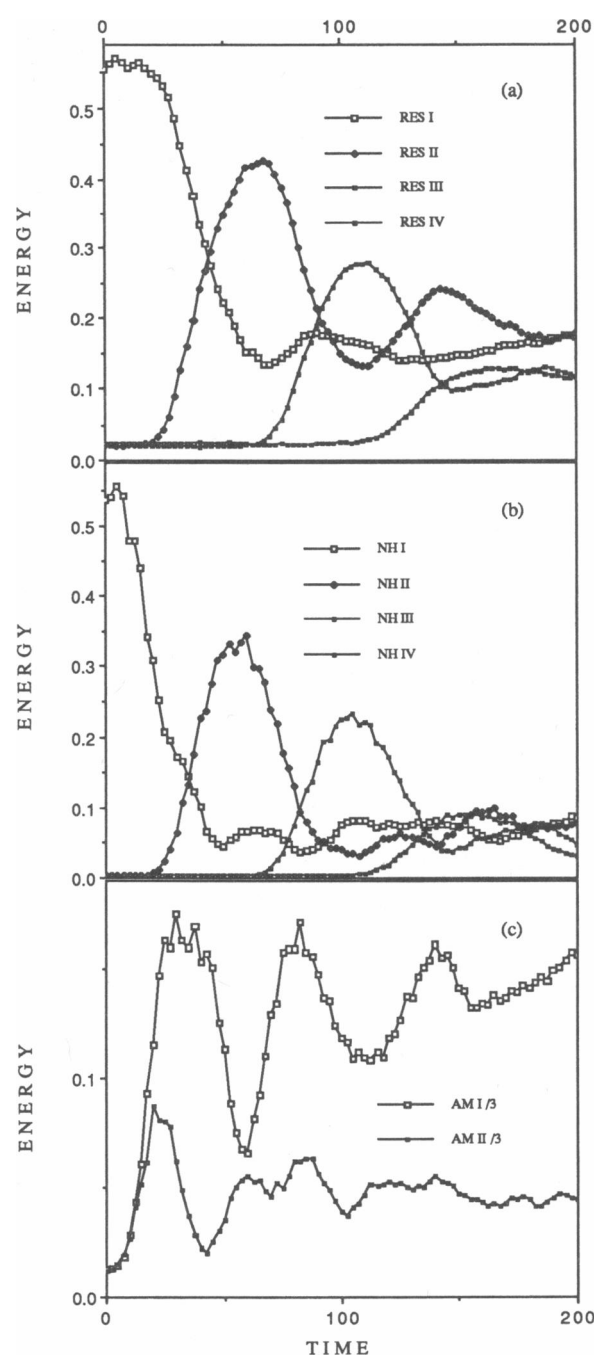 0 100 200
(a)
RES I
RES II
RES III
RES IV
ENERGY
0.5
0.4
0.3
0.2
0.1
0.0
(b)
NH I
NH II
NH III
NH IV
ENERGY
0.5
0.4
0.3
0.2
0.1
0.0
(c)
AM I /3
AM II /3
ENERGY
0.1
0.0
0 100 200
TIME